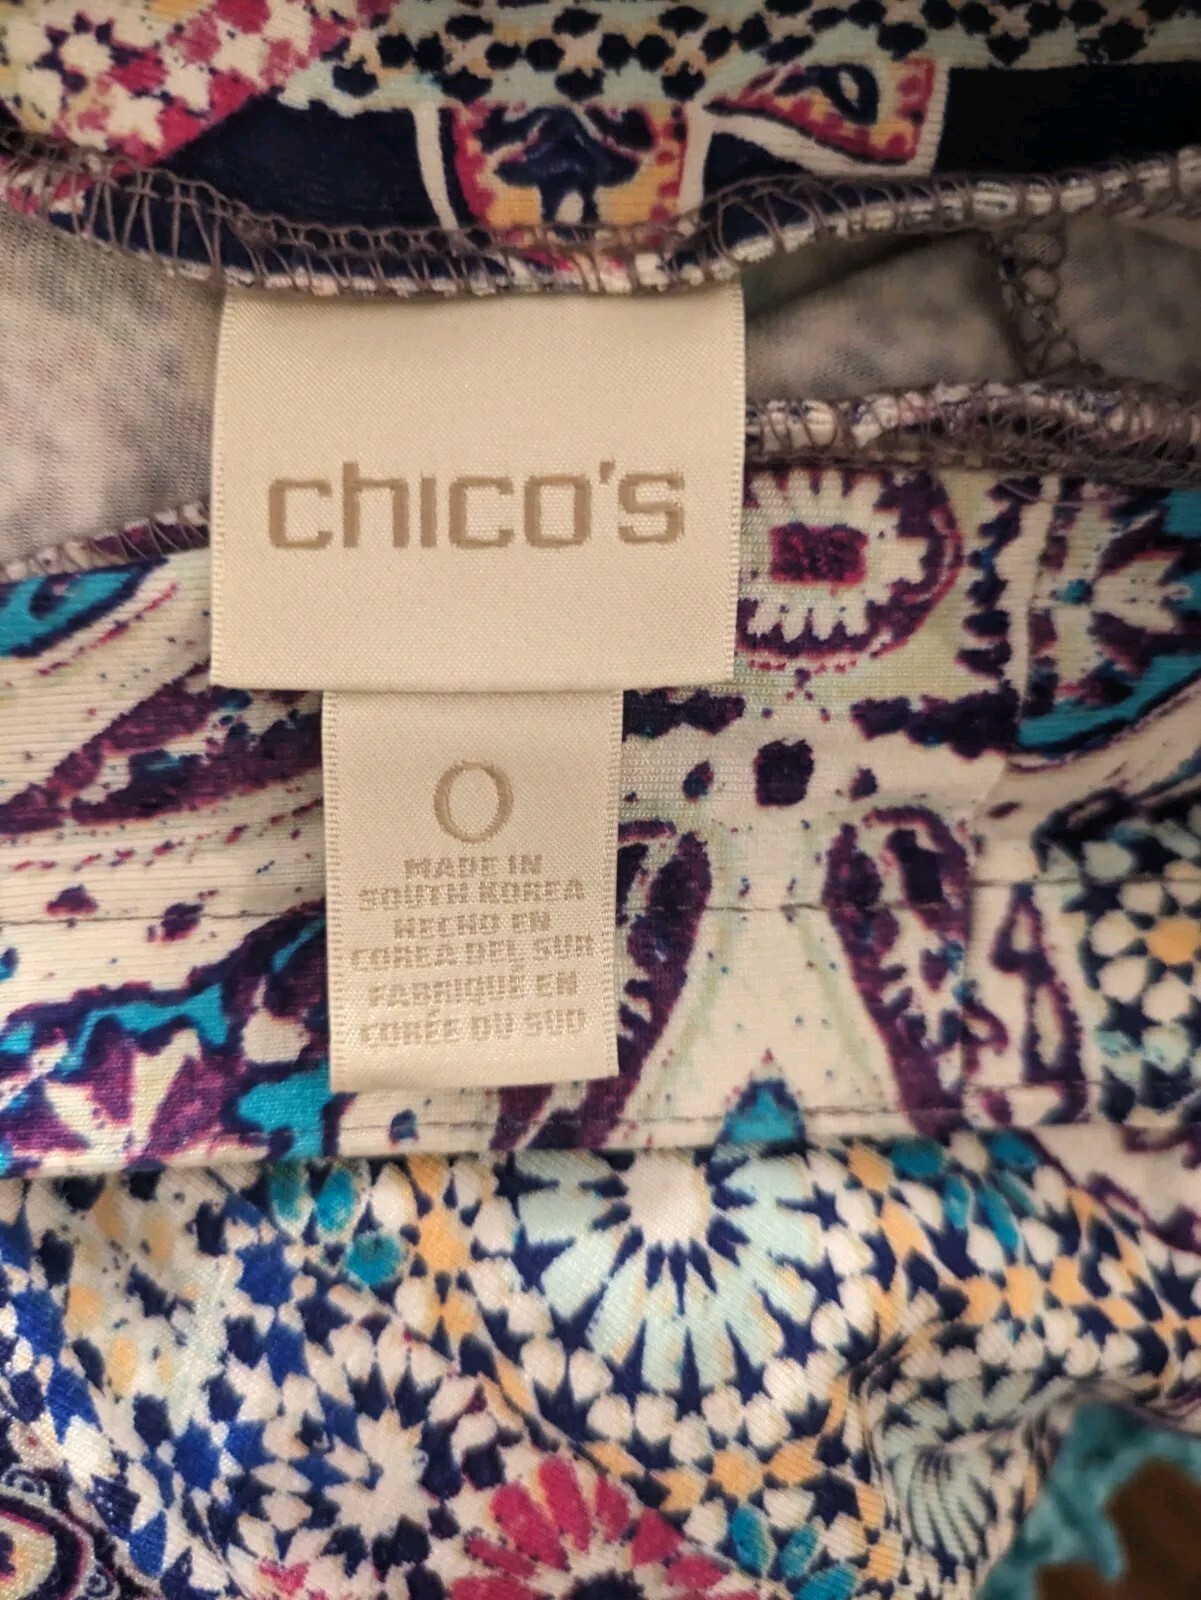 chico's
0
MADE IN
SOUTH KOREA
HECHO EN
COREA DEL SUR
FABRIQUÉ EN
CORÉE DU SUD